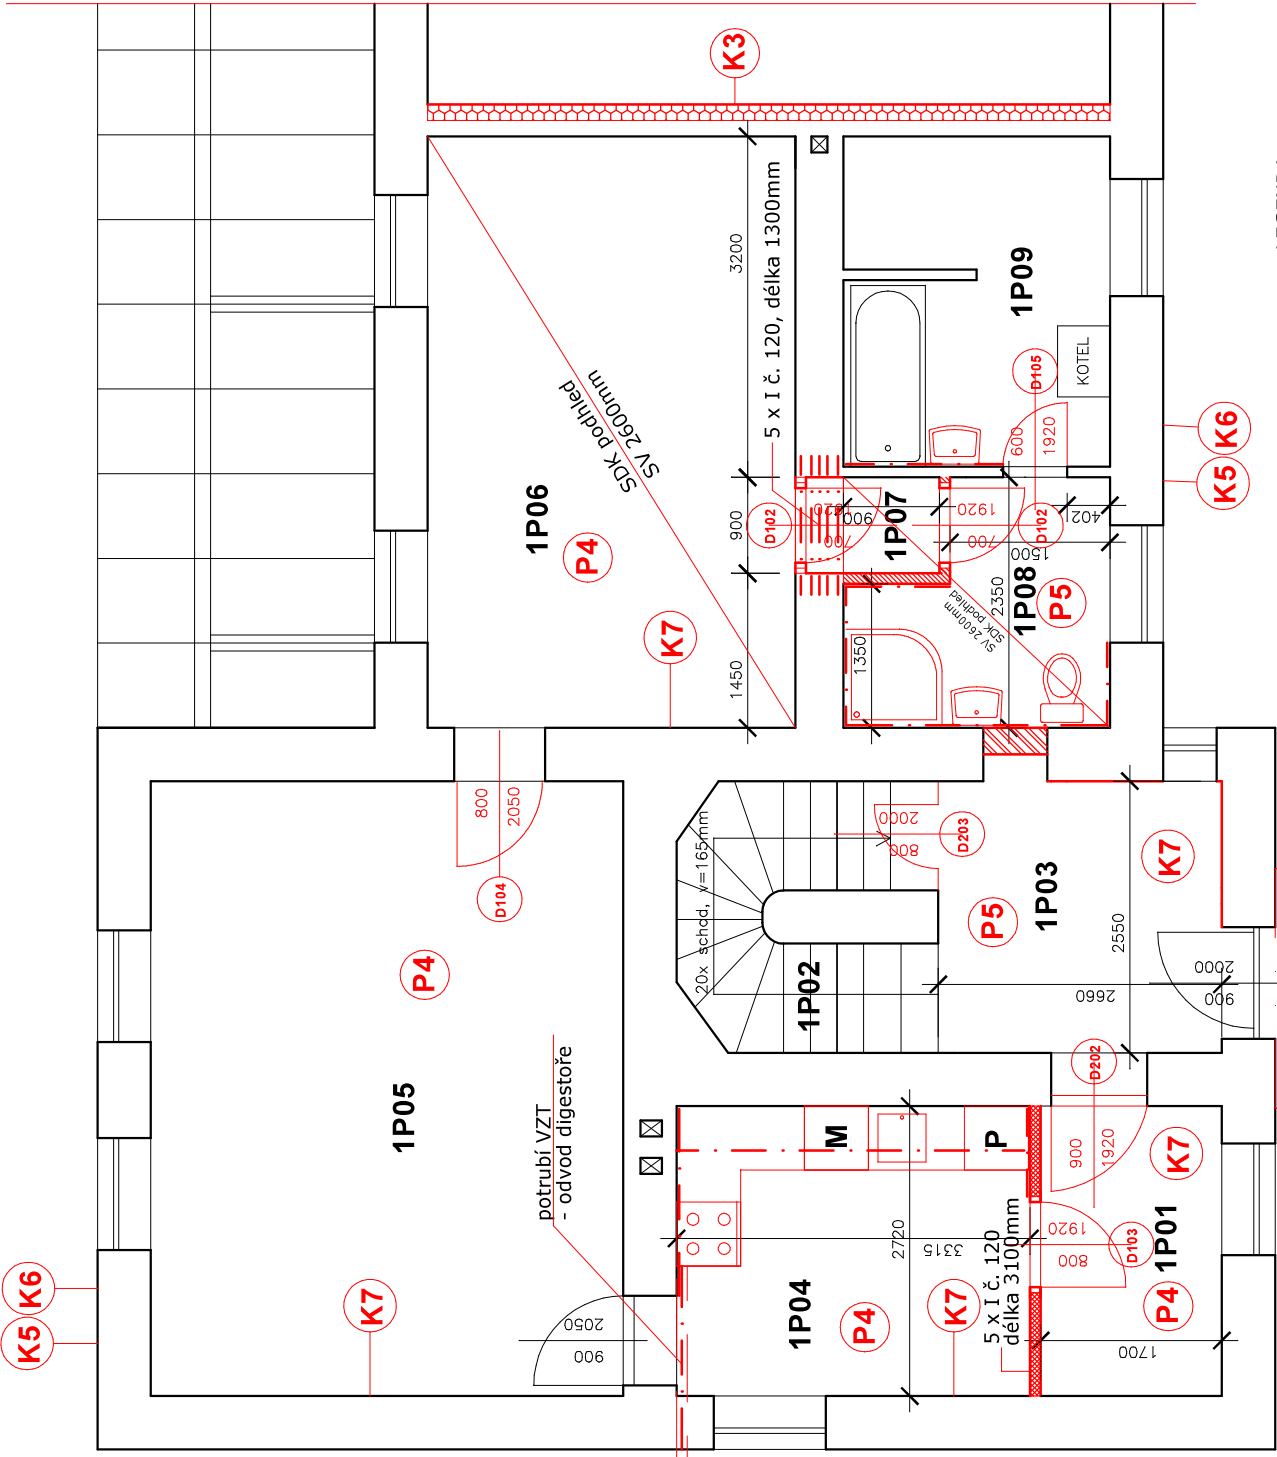 K3
5 x I č. 120, délka 1300mm
3200
SDK podhled
SV 2600mm
1P06
P4
K7
900
1450
D102
1920
700
900
1P07
1920
700
D102
1500
402
1P09
KOTEL
D105
600
1920
K6
K5
1350
2350
SV 2600mm
SDK podhled
1P08
P5
800
2050
D104
P4
1P05
K7
K6
K5
potrubí VZT
- odvod digestoře
20x schod, v=165mm
1P02
2000
800
D203
P5
1P03
K7
2550
2660
2000
900
D202
900
1920
K7
M
P
2720
3315
1P04
P4
K7
5 x I č. 120
délka 3100mm
1920
800
D103
1P01
P4
1700
2050
900